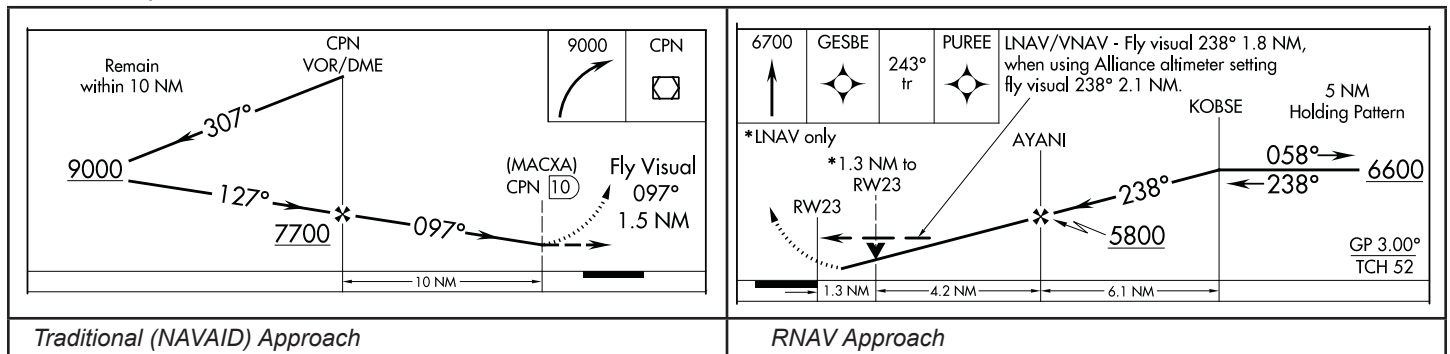 CPN
VOR/DME
Remain
within 10 NM
9000
CPN
307°
9000
127°
7700
097°
(MACXA)
CPN 10
Fly Visual
097°
1.5 NM
10 NM
Traditional (NAVAID) Approach
6700
GESBE
243°
tr
PUREE
LNAV/VNAV - Fly visual 238° 1.8 NM,
when using Alliance altimeter setting
fly visual 238° 2.1 NM.
*LNAV only
*1.3 NM to
RW23
RW23
AYANI
KOBSE
5 NM
Holding Pattern
058°
238°
6600
238°
5800
GP 3.00°
TCH 52
1.3 NM
4.2 NM
6.1 NM
RNAV Approach